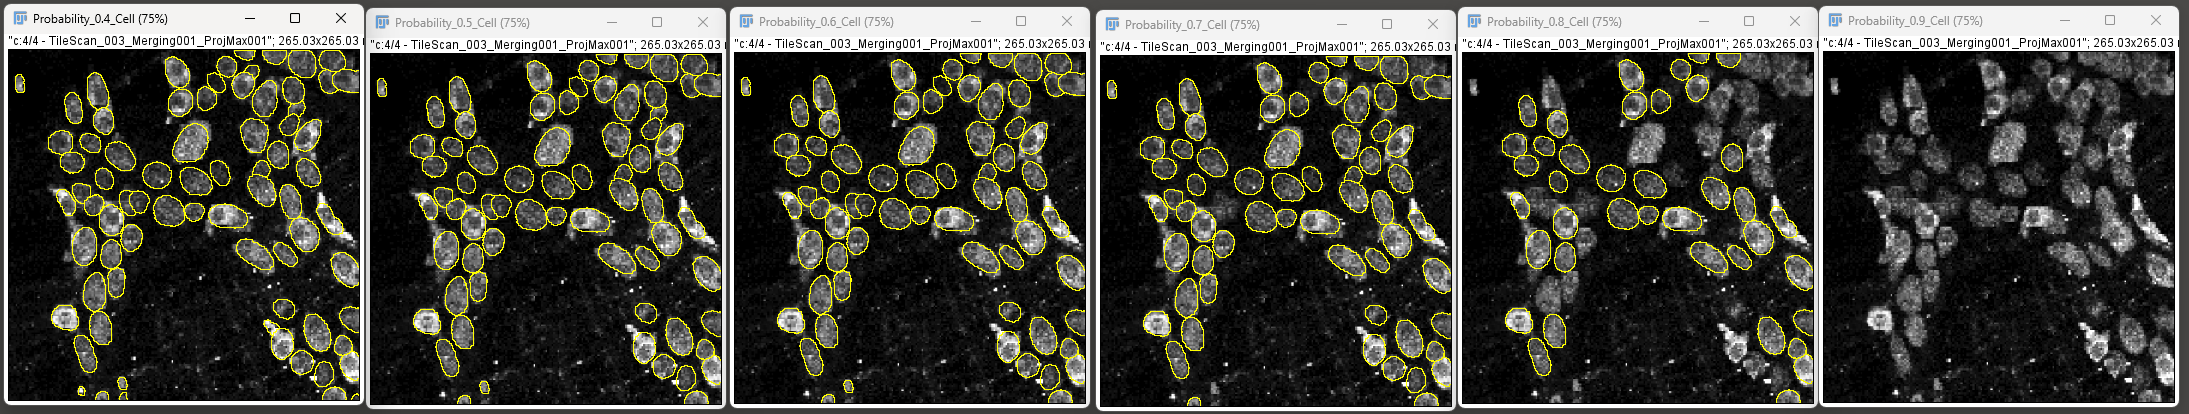 Probability_0.4_Cell (75%)
"c:4/4 - TileScan_003_Merging001_ProjMax001"; 265.03x265.03
Probability_0.5_Cell (75%)
"c:4/4 - TileScan_003_Merging001_ProjMax001"; 265.03x265.03
Probability_0.6_Cell (75%)
"c:4/4 - TileScan_003_Merging001_ProjMax001"; 265.03x265.03
Probability_0.7_Cell (75%)
"c:4/4 - TileScan_003_Merging001_ProjMax001"; 265.03x265.03
Probability_0.8_Cell (75%)
"c:4/4 - TileScan_003_Merging001_ProjMax001"; 265.03x265.03
Probability_0.9_Cell (75%)
"c:4/4 - TileScan_003_Merging001_ProjMax001"; 265.03x265.03